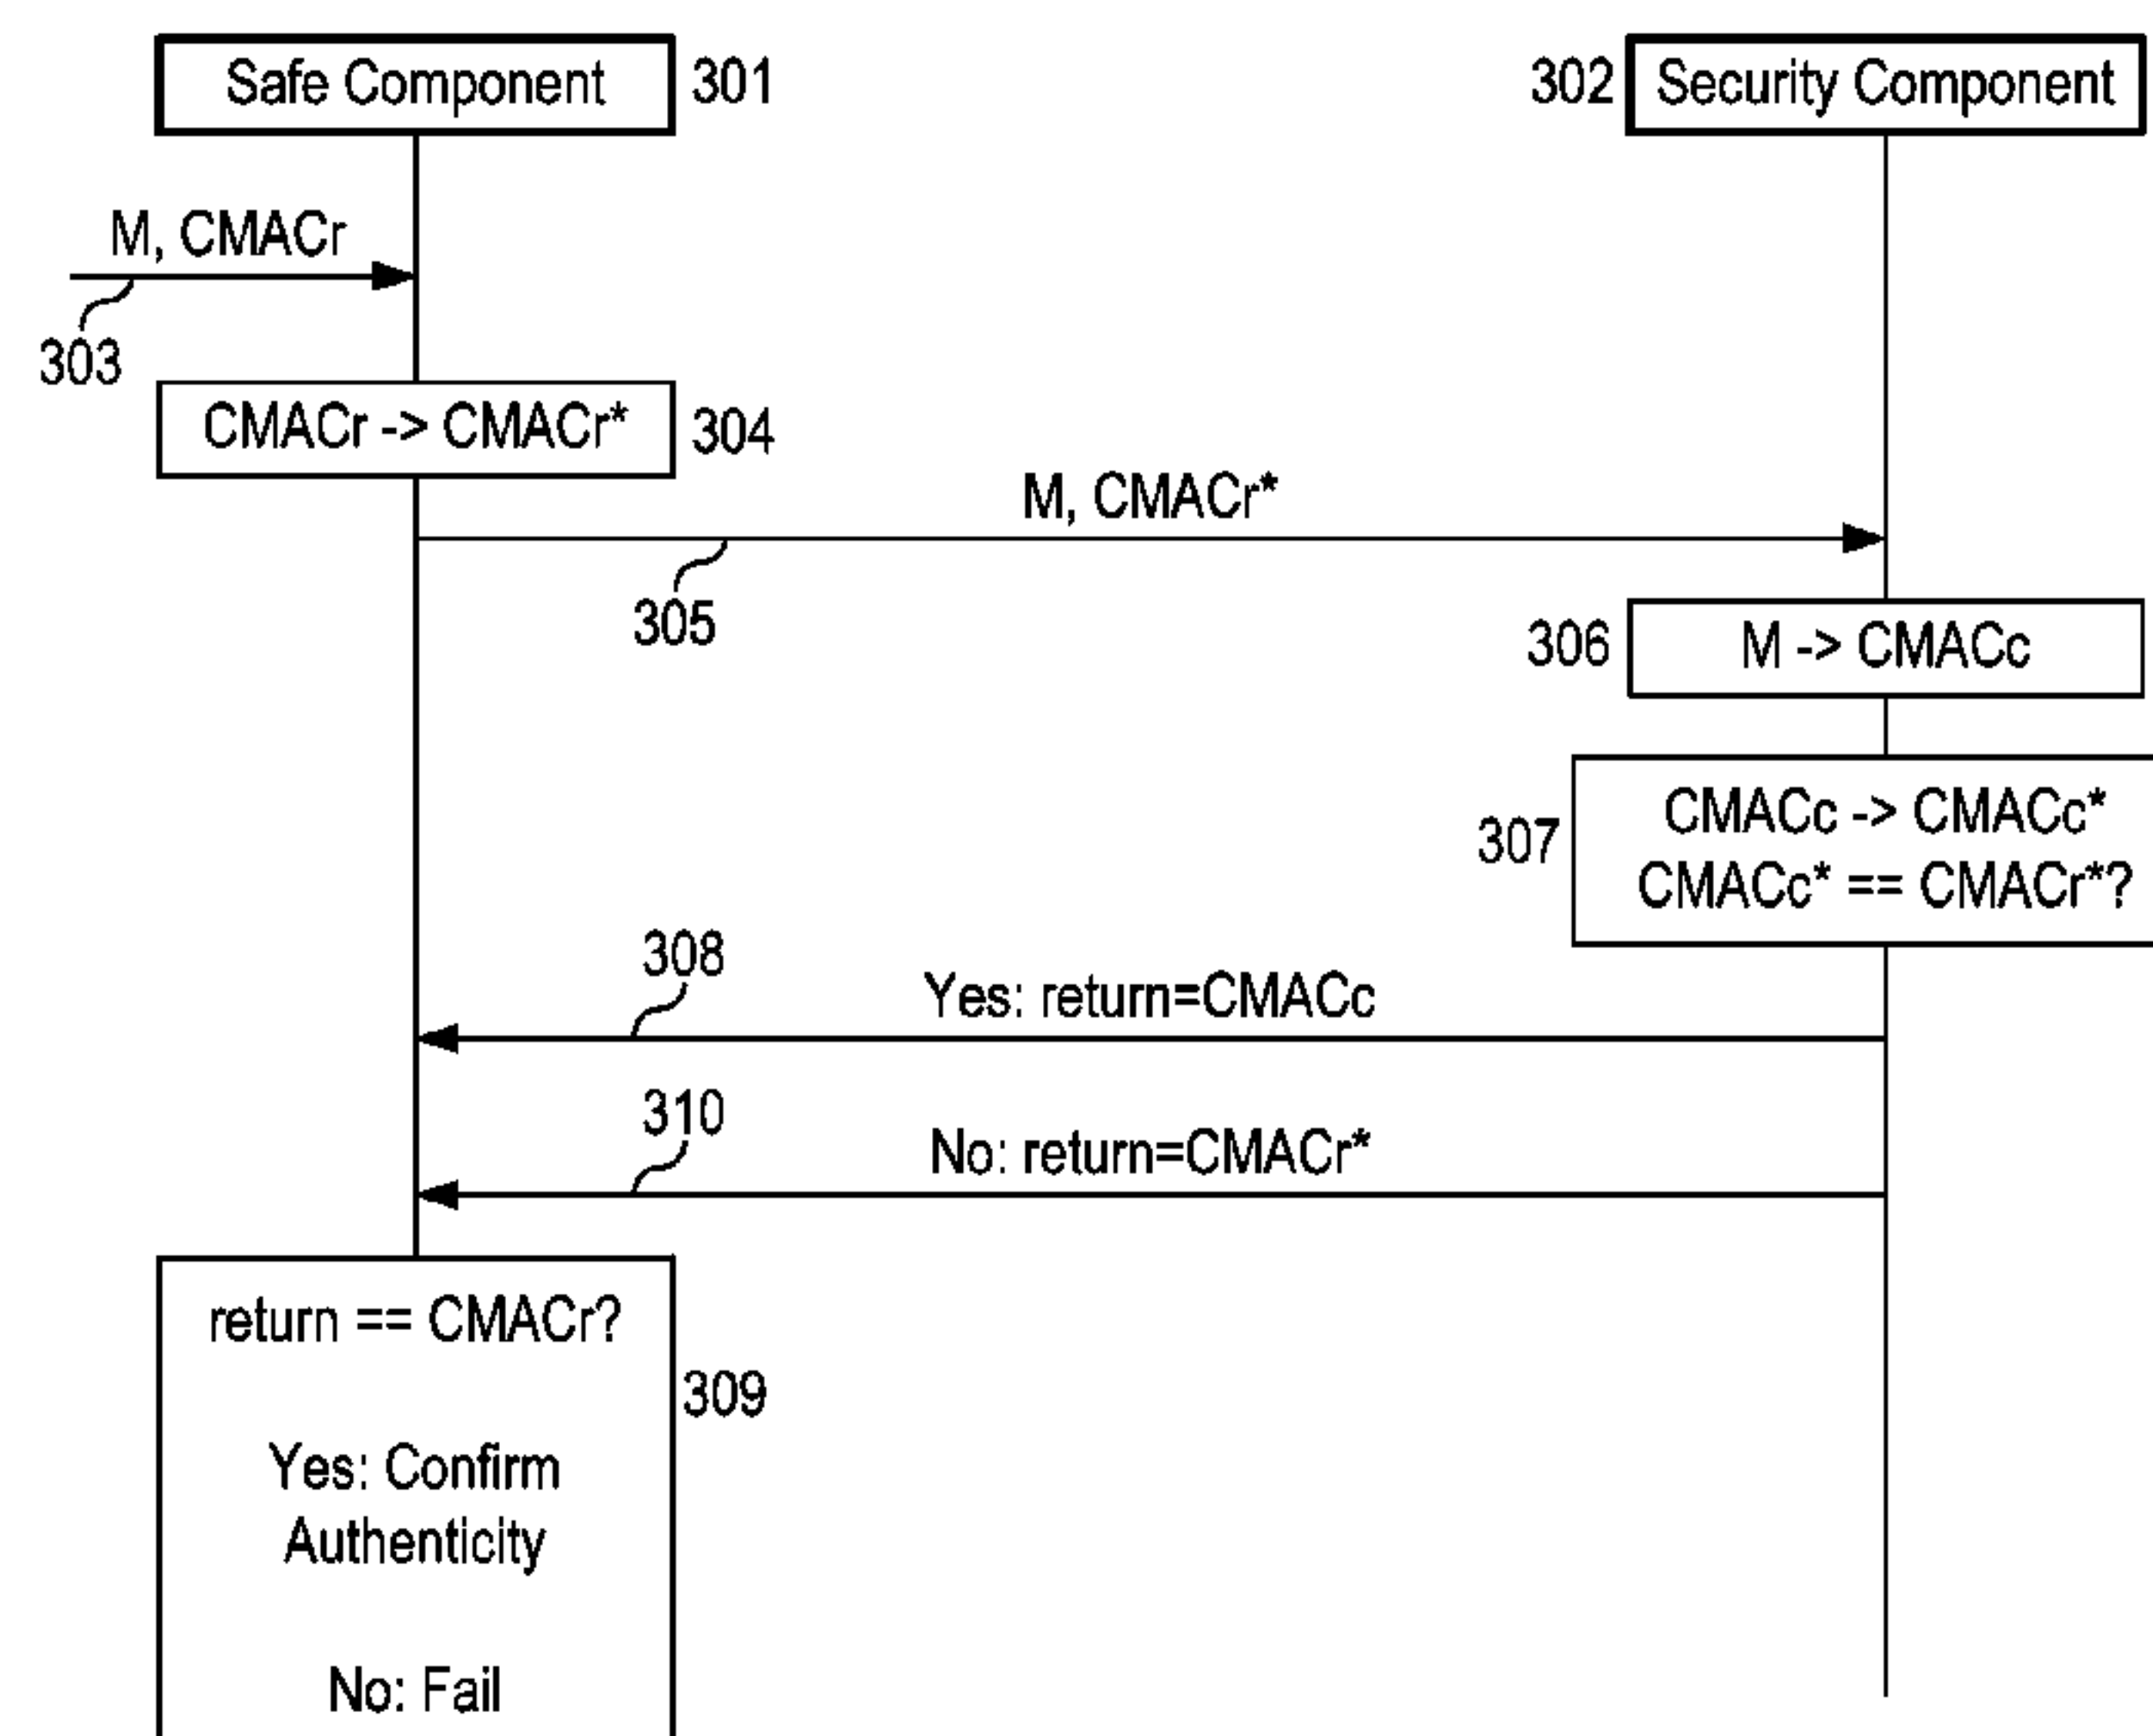 Safe Component 301
302 Security Component
M, CMACr
303
CMACr -> CMACr* 304
M, CMACr*
305
306 M -> CMACc
307 CMACc -> CMACc*
CMACc* == CMACr*?
308
Yes: return=CMACc
310
No: return=CMACr*
return == CMACr?
309
Yes: Confirm
Authenticity
No: Fail